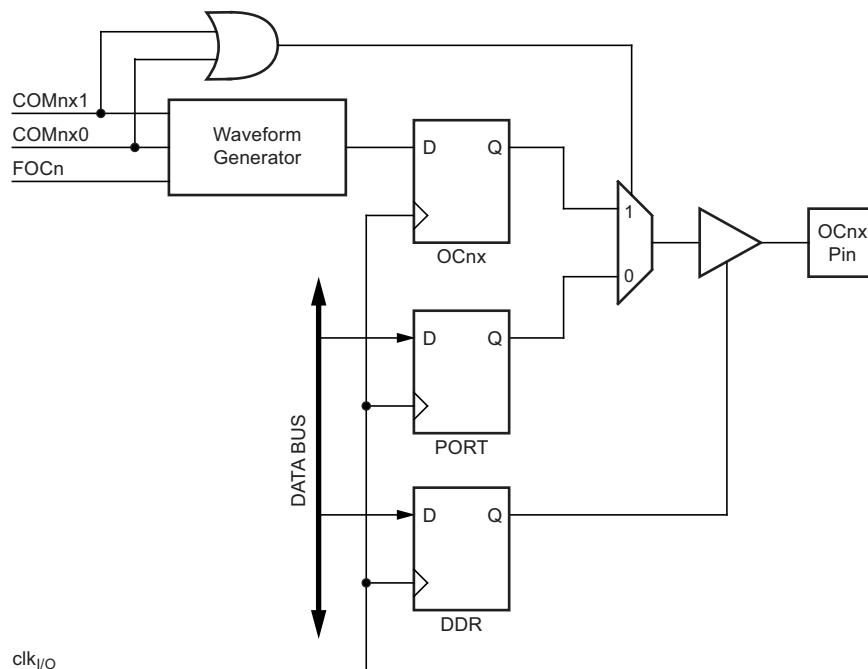 COMnx1
COMnx0
FOCn
Waveform
Generator
D
Q
OCnx
1
0
OCnx
Pin
D
Q
PORT
DATA BUS
D
Q
DDR
clkI/O